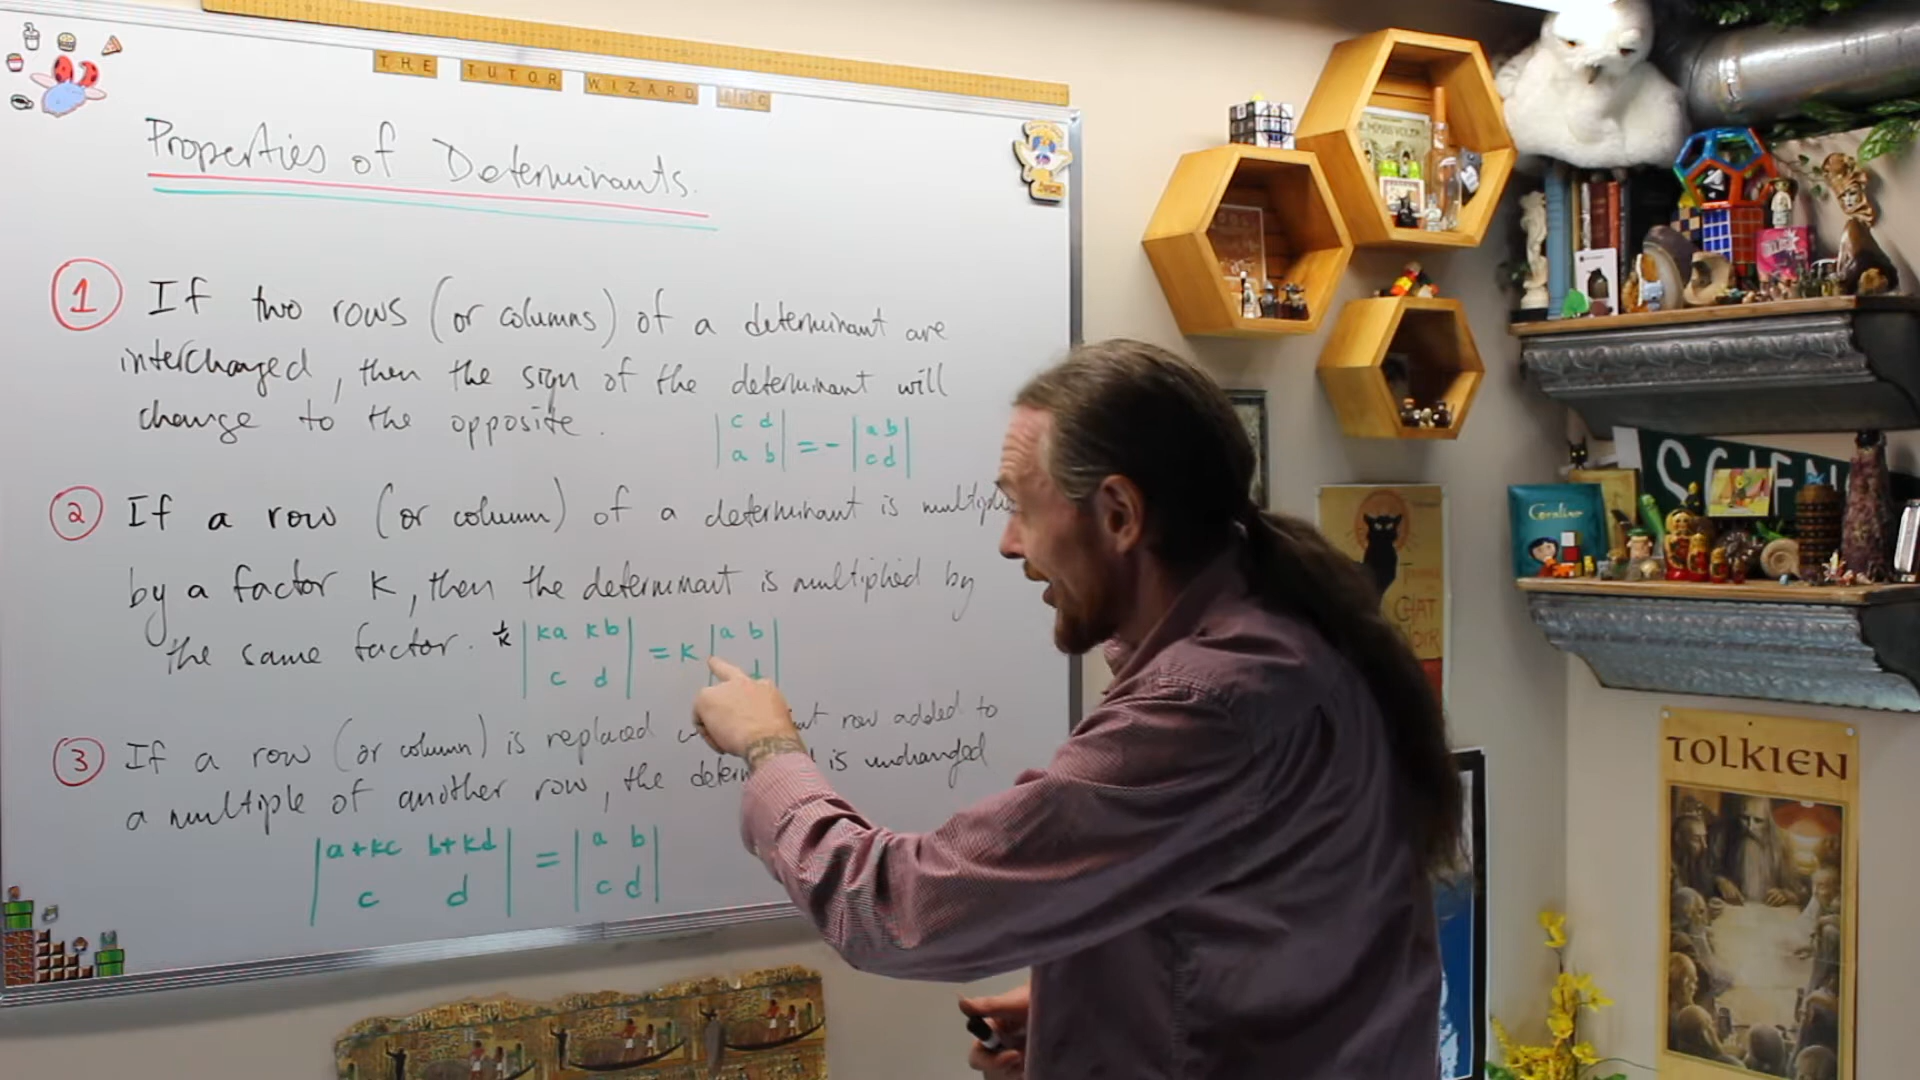 THE TUTOR WIZARD INC
Properties of Determinants.
1 If two rows (or columns) of a determinant are
interchanged, then the sign of the determinant will
change to the opposite.
|c d| = - |a b|
|a b| |c d|
2 If a row (or column) of a determinant is
by a factor K, then the determinant is multiplied by
the same factor. 1/K |ka kb| = K |a b|
|c d| d|
3 If a row (or column) is replaced row added to
a multiple of another row, the is unchanged
|a+kc b+kd| = |a b|
|c d| |c d|
Coraline
CHAT
TOLKIEN